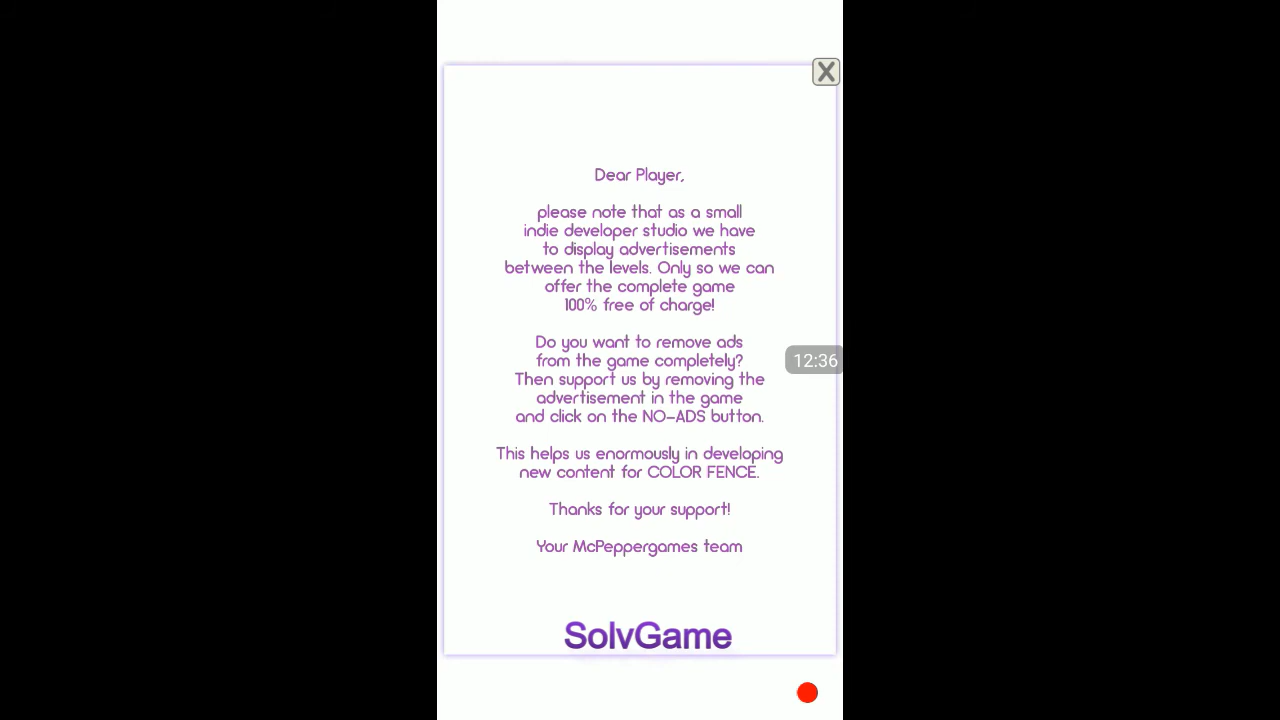 X
Dear Player,
please note that as a small
indie developer studio we have
to display advertisements
between the levels. Only so we can
offer the complete game
100% free of charge!
Do you want to remove ads
from the game completely?
Then support us by removing the
advertisement in the game
and click on the NO-ADS button.
This helps us enormously in developing
new content for COLOR FENCE.
Thanks for your support!
Your McPeppergames team
12:36
SolvGame